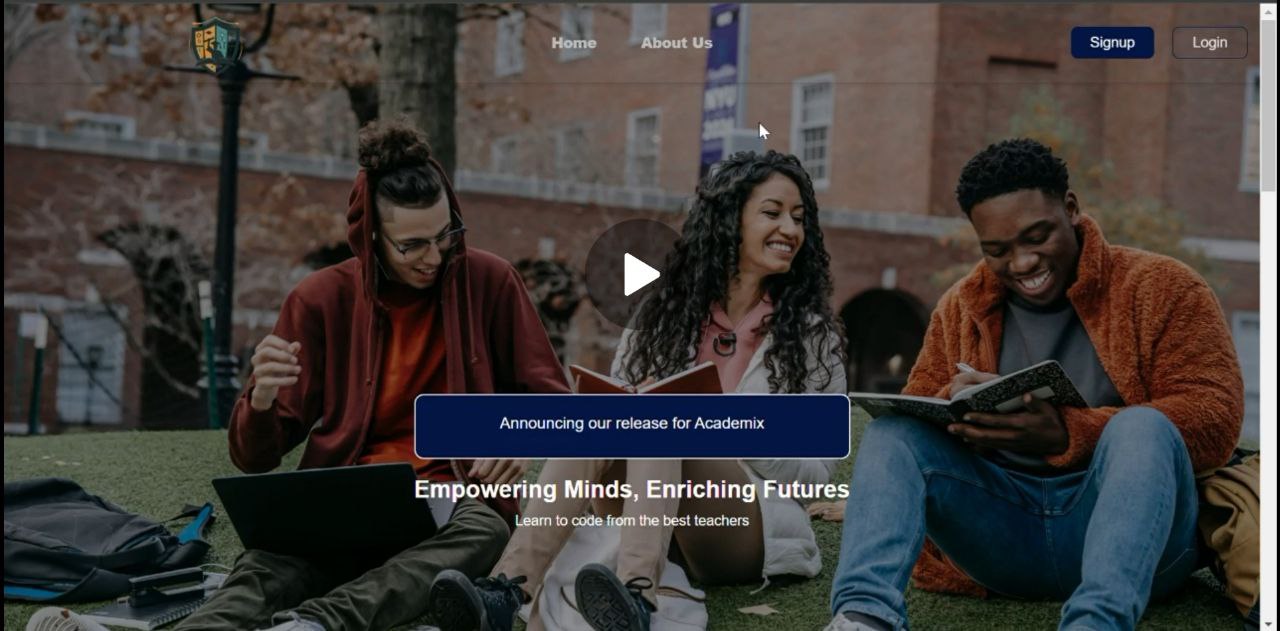 Home
About Us
Signup
Login
NYU
Announcing our release for Academix
Empowering Minds, Enriching Futures
Learn to code from the best teachers